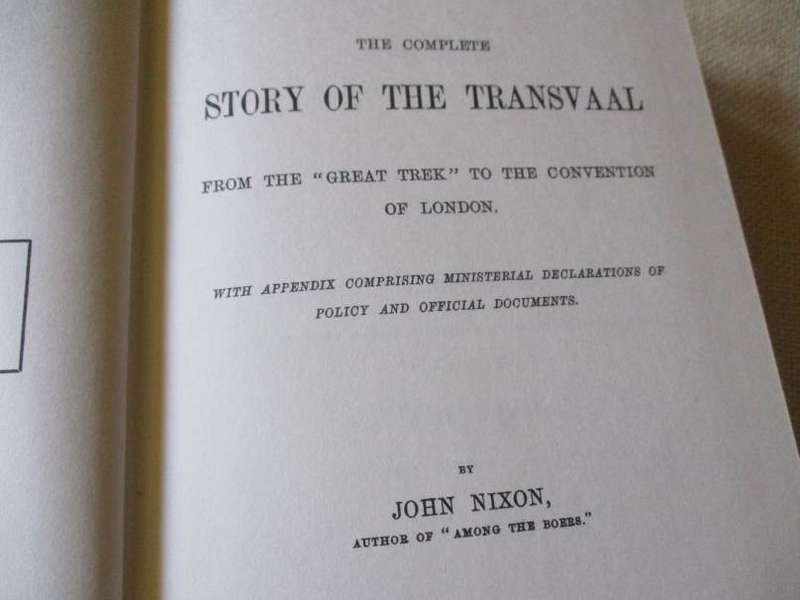 THE COMPLETE
STORY OF THE TRANSVAAL
FROM THE "GREAT TREK" TO THE CONVENTION
OF LONDON.
WITH APPENDIX COMPRISING MINISTERIAL DECLARATIONS OF
POLICY AND OFFICIAL DOCUMENTS.
BY
JOHN NIXON,
AUTHOR OF "AMONG THE BOERS."